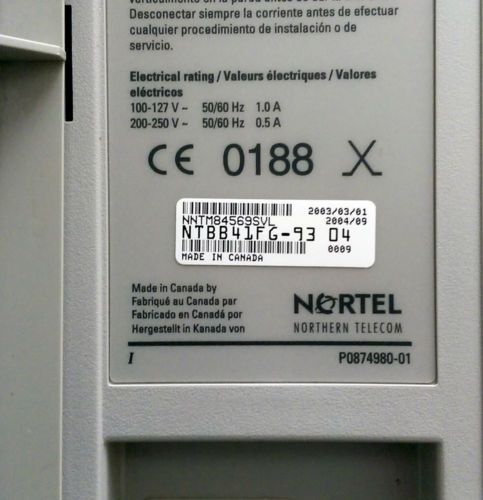 Desconectar siempre la corriente antes de efectuar
cualquier procedimiento de instalación o de
servicio.
Electrical rating / Valeurs électriques / Valores
eléctricos
100-127 V ~ 50/60 Hz 1.0 A
200-250 V ~ 50/60 Hz 0.5 A
CE 0188 X
2003/03/01
NNTM84569SVL 2004/09
NTBB41FG-93 04
0009
MADE IN CANADA
Made in Canada by
Fabriqué au Canada par
Fabricado en Canadá por
Hergestellt in Kanada von
NORTEL
NORTHERN TELECOM
I P0874980-01